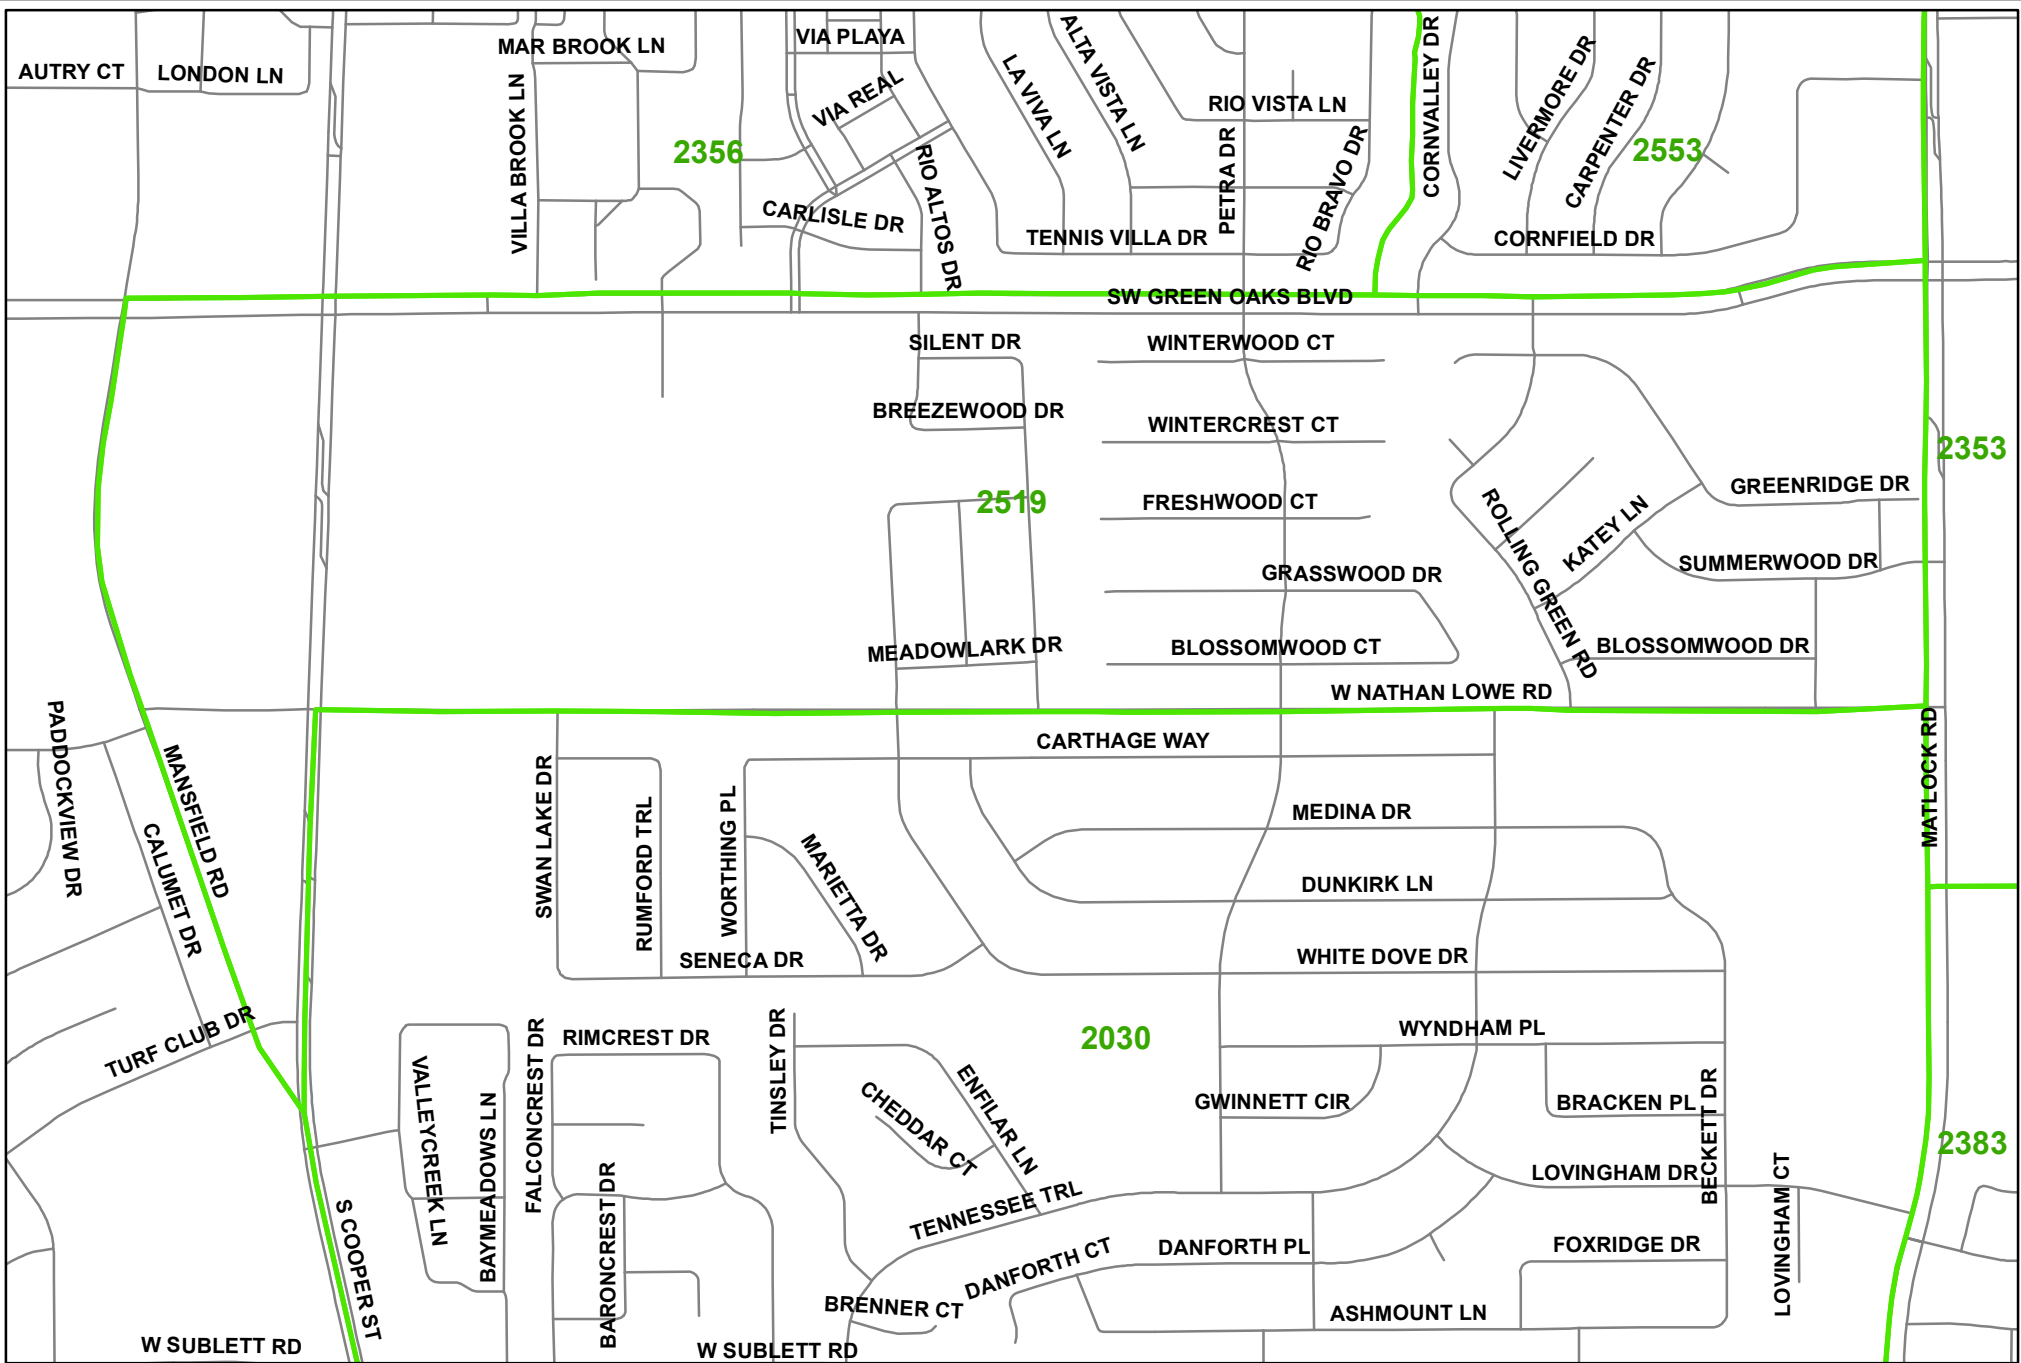 MAR BROOK LN
VIA PLAYA
AUTRY CT
LONDON LN
VILLA BROOK LN
VIA REAL
LA VIVA LN
ALTA VISTA LN
RIO VISTA LN
CORNVALLEY DR
LIVERMORE DR
CARPENTER DR
2356
2553
RIO ALTOS DR
PETRA DR
RIO BRAVO DR
CARLISLE DR
TENNIS VILLA DR
CORNFIELD DR
SW GREEN OAKS BLVD
SILENT DR
WINTERWOOD CT
BREEZEWOOD DR
WINTERCREST CT
2353
GREENRIDGE DR
2519
FRESHWOOD CT
ROLLING GREEN RD
KATEY LN
SUMMERWOOD DR
GRASSWOOD DR
MEADOWLARK DR
BLOSSOMWOOD CT
BLOSSOMWOOD DR
W NATHAN LOWE RD
PADDOCKVIEW DR
MANSFIELD RD
CARTHAGE WAY
MATLOCK RD
SWAN LAKE DR
RUMFORD TRL
WORTHING PL
MEDINA DR
CALUMET DR
MARIETTA DR
DUNKIRK LN
SENECA DR
WHITE DOVE DR
TURF CLUB DR
FALCONCREST DR
RIMCREST DR
TINSLEY DR
2030
WYNDHAM PL
VALLEYCREEK LN
BAYMEADOWS LN
CHEDDAR CT
ENFILAR LN
GWINNETT CIR
BRACKEN PL
BECKETT DR
2383
BARONCREST DR
LOVINGHAM DR
LOVINGHAM CT
TENNESSEE TRL
S COOPER ST
DANFORTH CT
DANFORTH PL
FOXRIDGE DR
BRENNER CT
ASHMOUNT LN
W SUBLETT RD
W SUBLETT RD